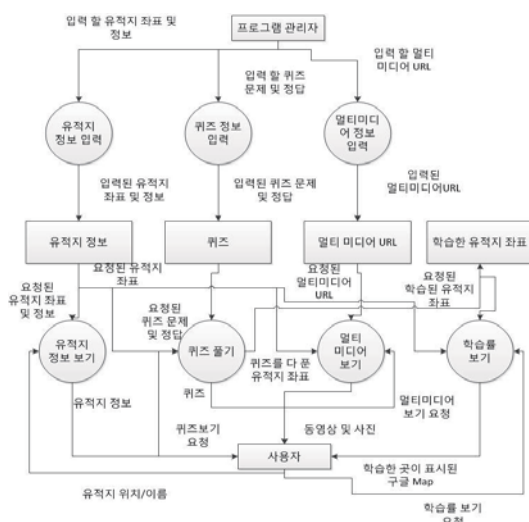 입력 할 유적지 좌표 및
정보
프로그램 관리자
입력 할 퀴즈
문제 및 정답
입력 할 멀티
미디어 URL
유적지
정보 입력
퀴즈 정보
입력
멀티미디
어 정보
입력
입력된 유적지
좌표 및 정보
입력된 퀴즈 문제
및 정답
입력된
멀티미디어URL
유적지 정보
퀴즈
멀티 미디어 URL
학습한 유적지 좌표
요청된
유적지 좌표
및 정보
요청된 유적지
좌표
요청된
퀴즈 문제
및 정답
요청된
멀티미디어
URL
요청된
학습된 유적지
좌표
유적지
정보 보기
퀴즈 풀기
퀴즈를 다 푼
유적지 좌표
멀티
미디어
보기
학습률
보기
유적지 정보
퀴즈
퀴즈보기
요청
동영상 및 사진
멀티미디어
보기 요청
사용자
학습한 곳이 표시된
구글 Map
유적지 위치/이름
학습률 보기
요청